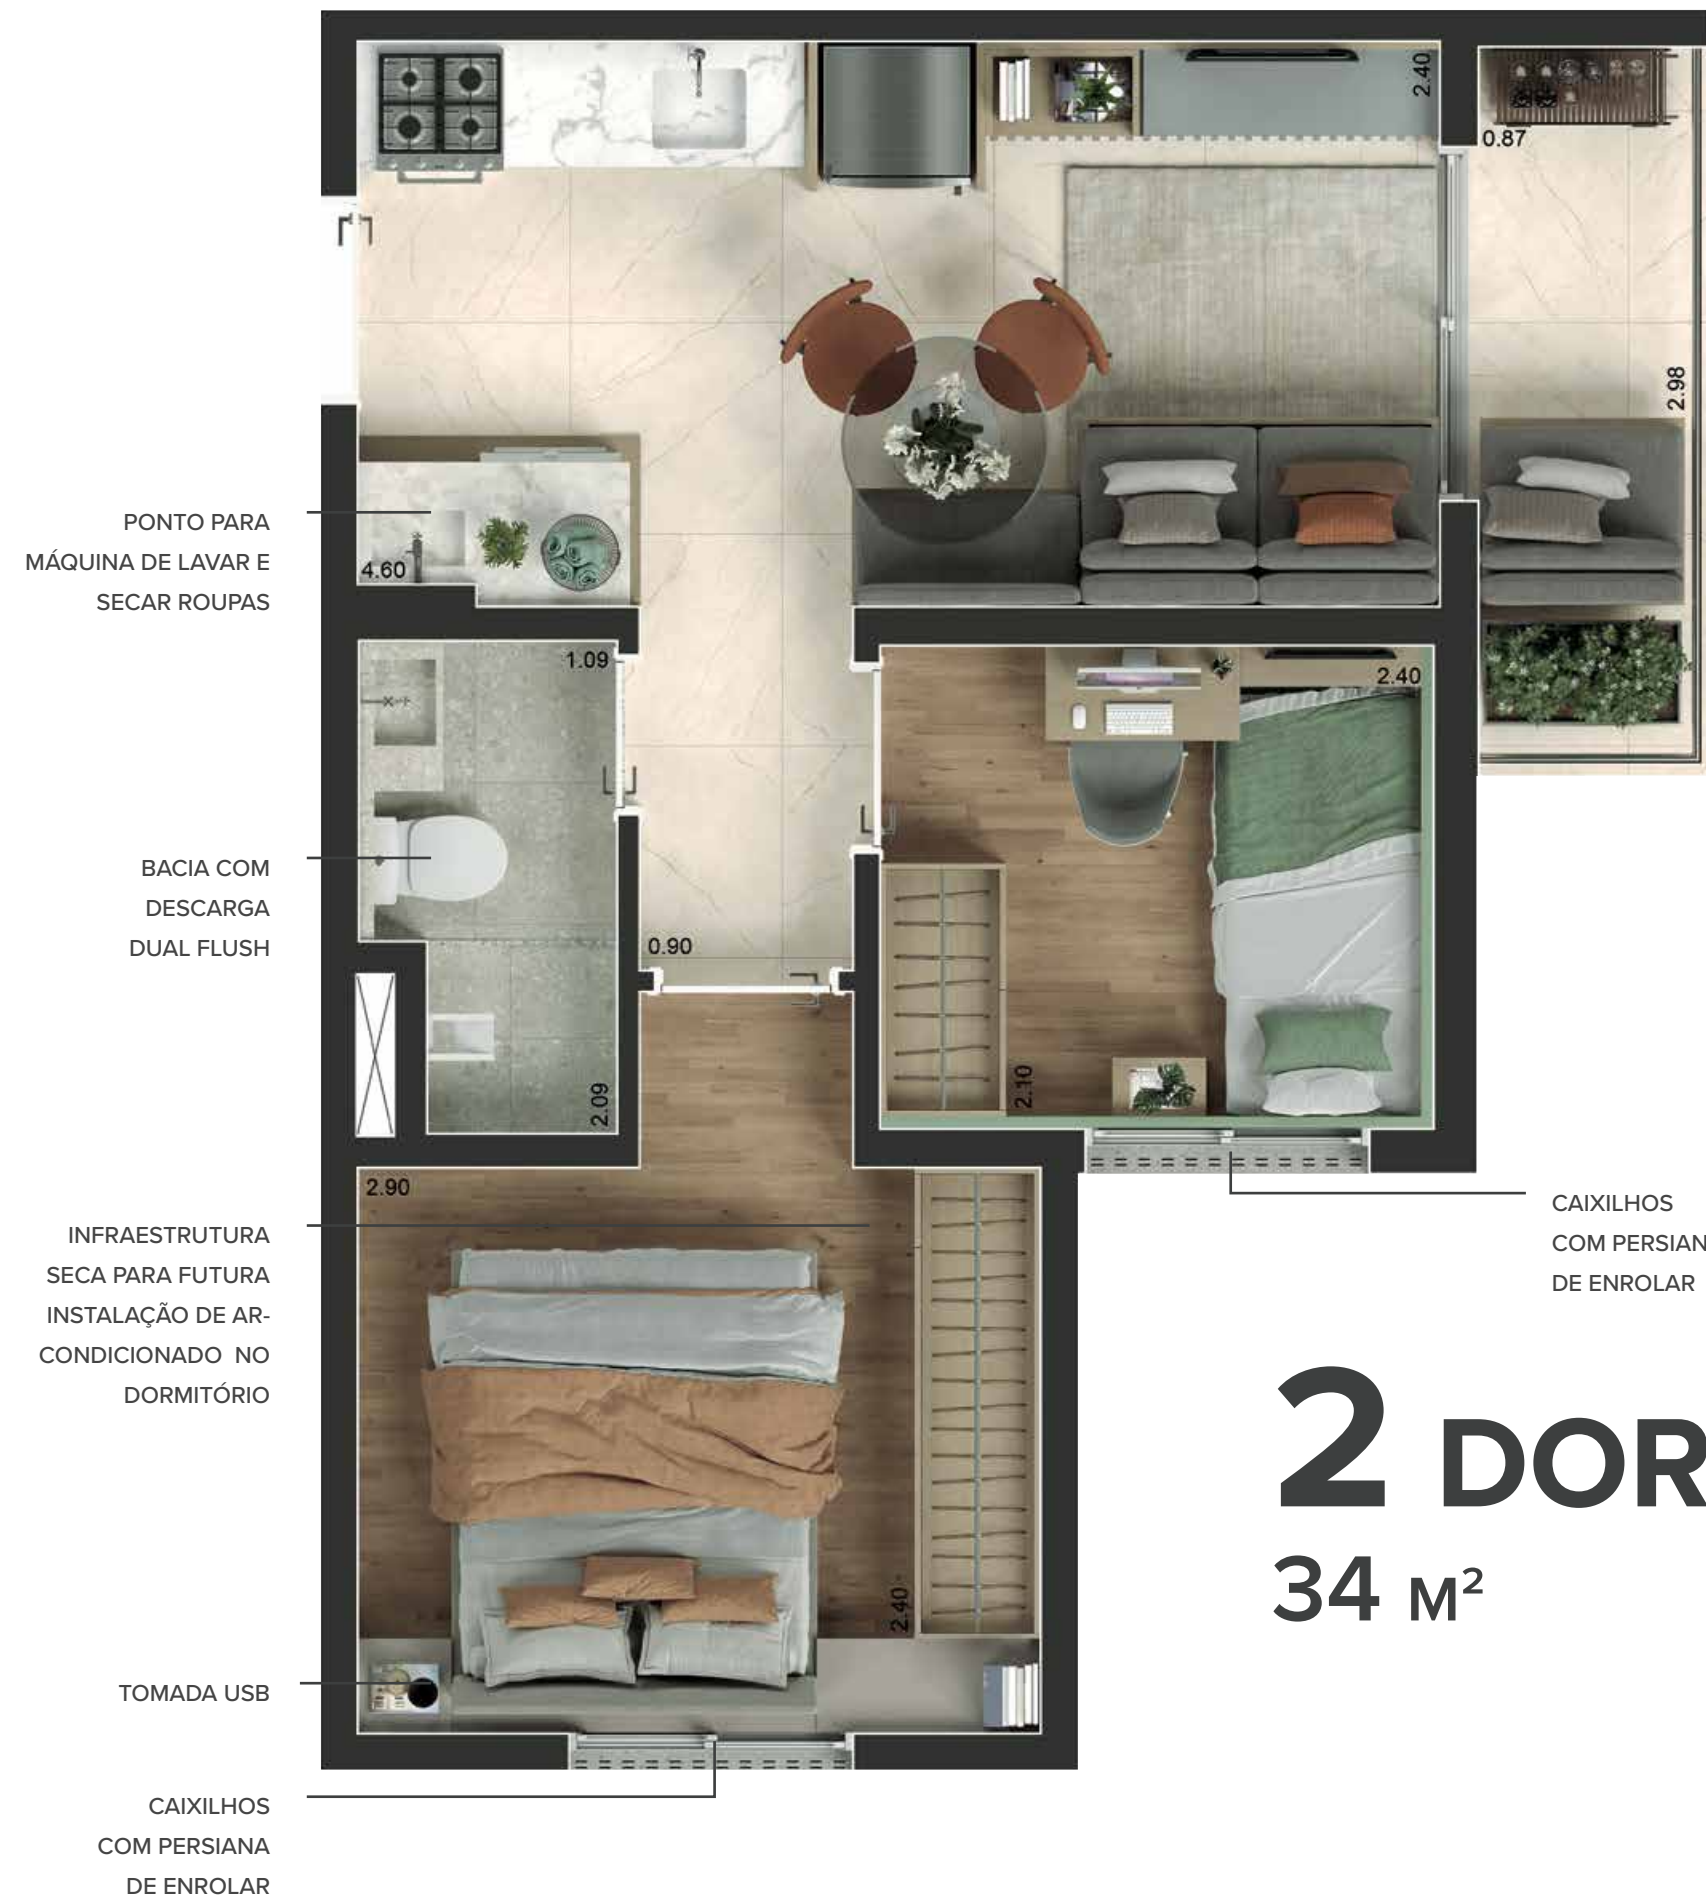 2.40
0.87
2.98
PONTO PARA
MÁQUINA DE LAVAR E
SECAR ROUPAS
4.60
1.09
2.40
BACIA COM
DESCARGA
DUAL FLUSH
0.90
2.10
2.09
2.90
INFRAESTRUTURA
SECA PARA FUTURA
INSTALAÇÃO DE AR-
CONDICIONADO NO
DORMITÓRIO
CAIXILHOS
COM PERSIAN
DE ENROLAR
2 DOR
34 M²
2.40
TOMADA USB
CAIXILHOS
COM PERSIANA
DE ENROLAR